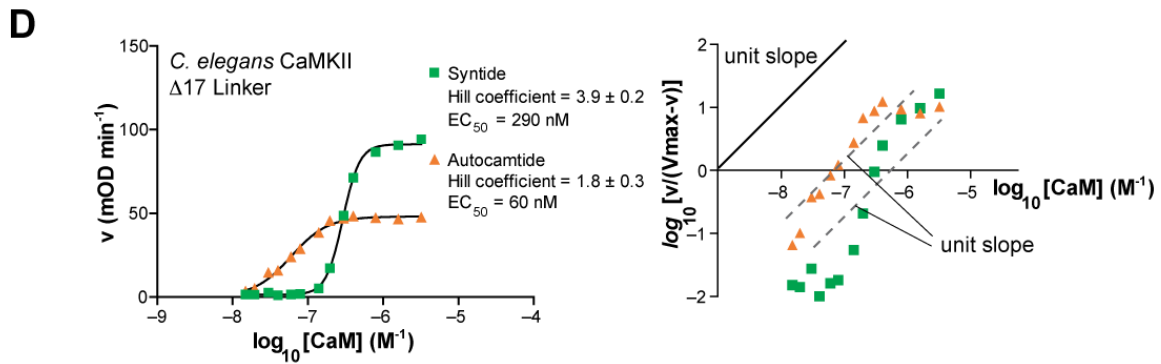 D
C. elegans CaMKII
Δ17 Linker
Syntide
Hill coefficient = 3.9 ± 0.2
EC50 = 290 nM
Autocamtide
Hill coefficient = 1.8 ± 0.3
EC50 = 60 nM
v (mOD min-1)
150
100
50
0
–9
–8
–7
–6
–5
–4
log10 [CaM] (M-1)
unit slope
log10 [v/(Vmax-v)]
2
1
0
–1
–2
–8
–7
–6
–5
log10 [CaM] (M-1)
unit slope